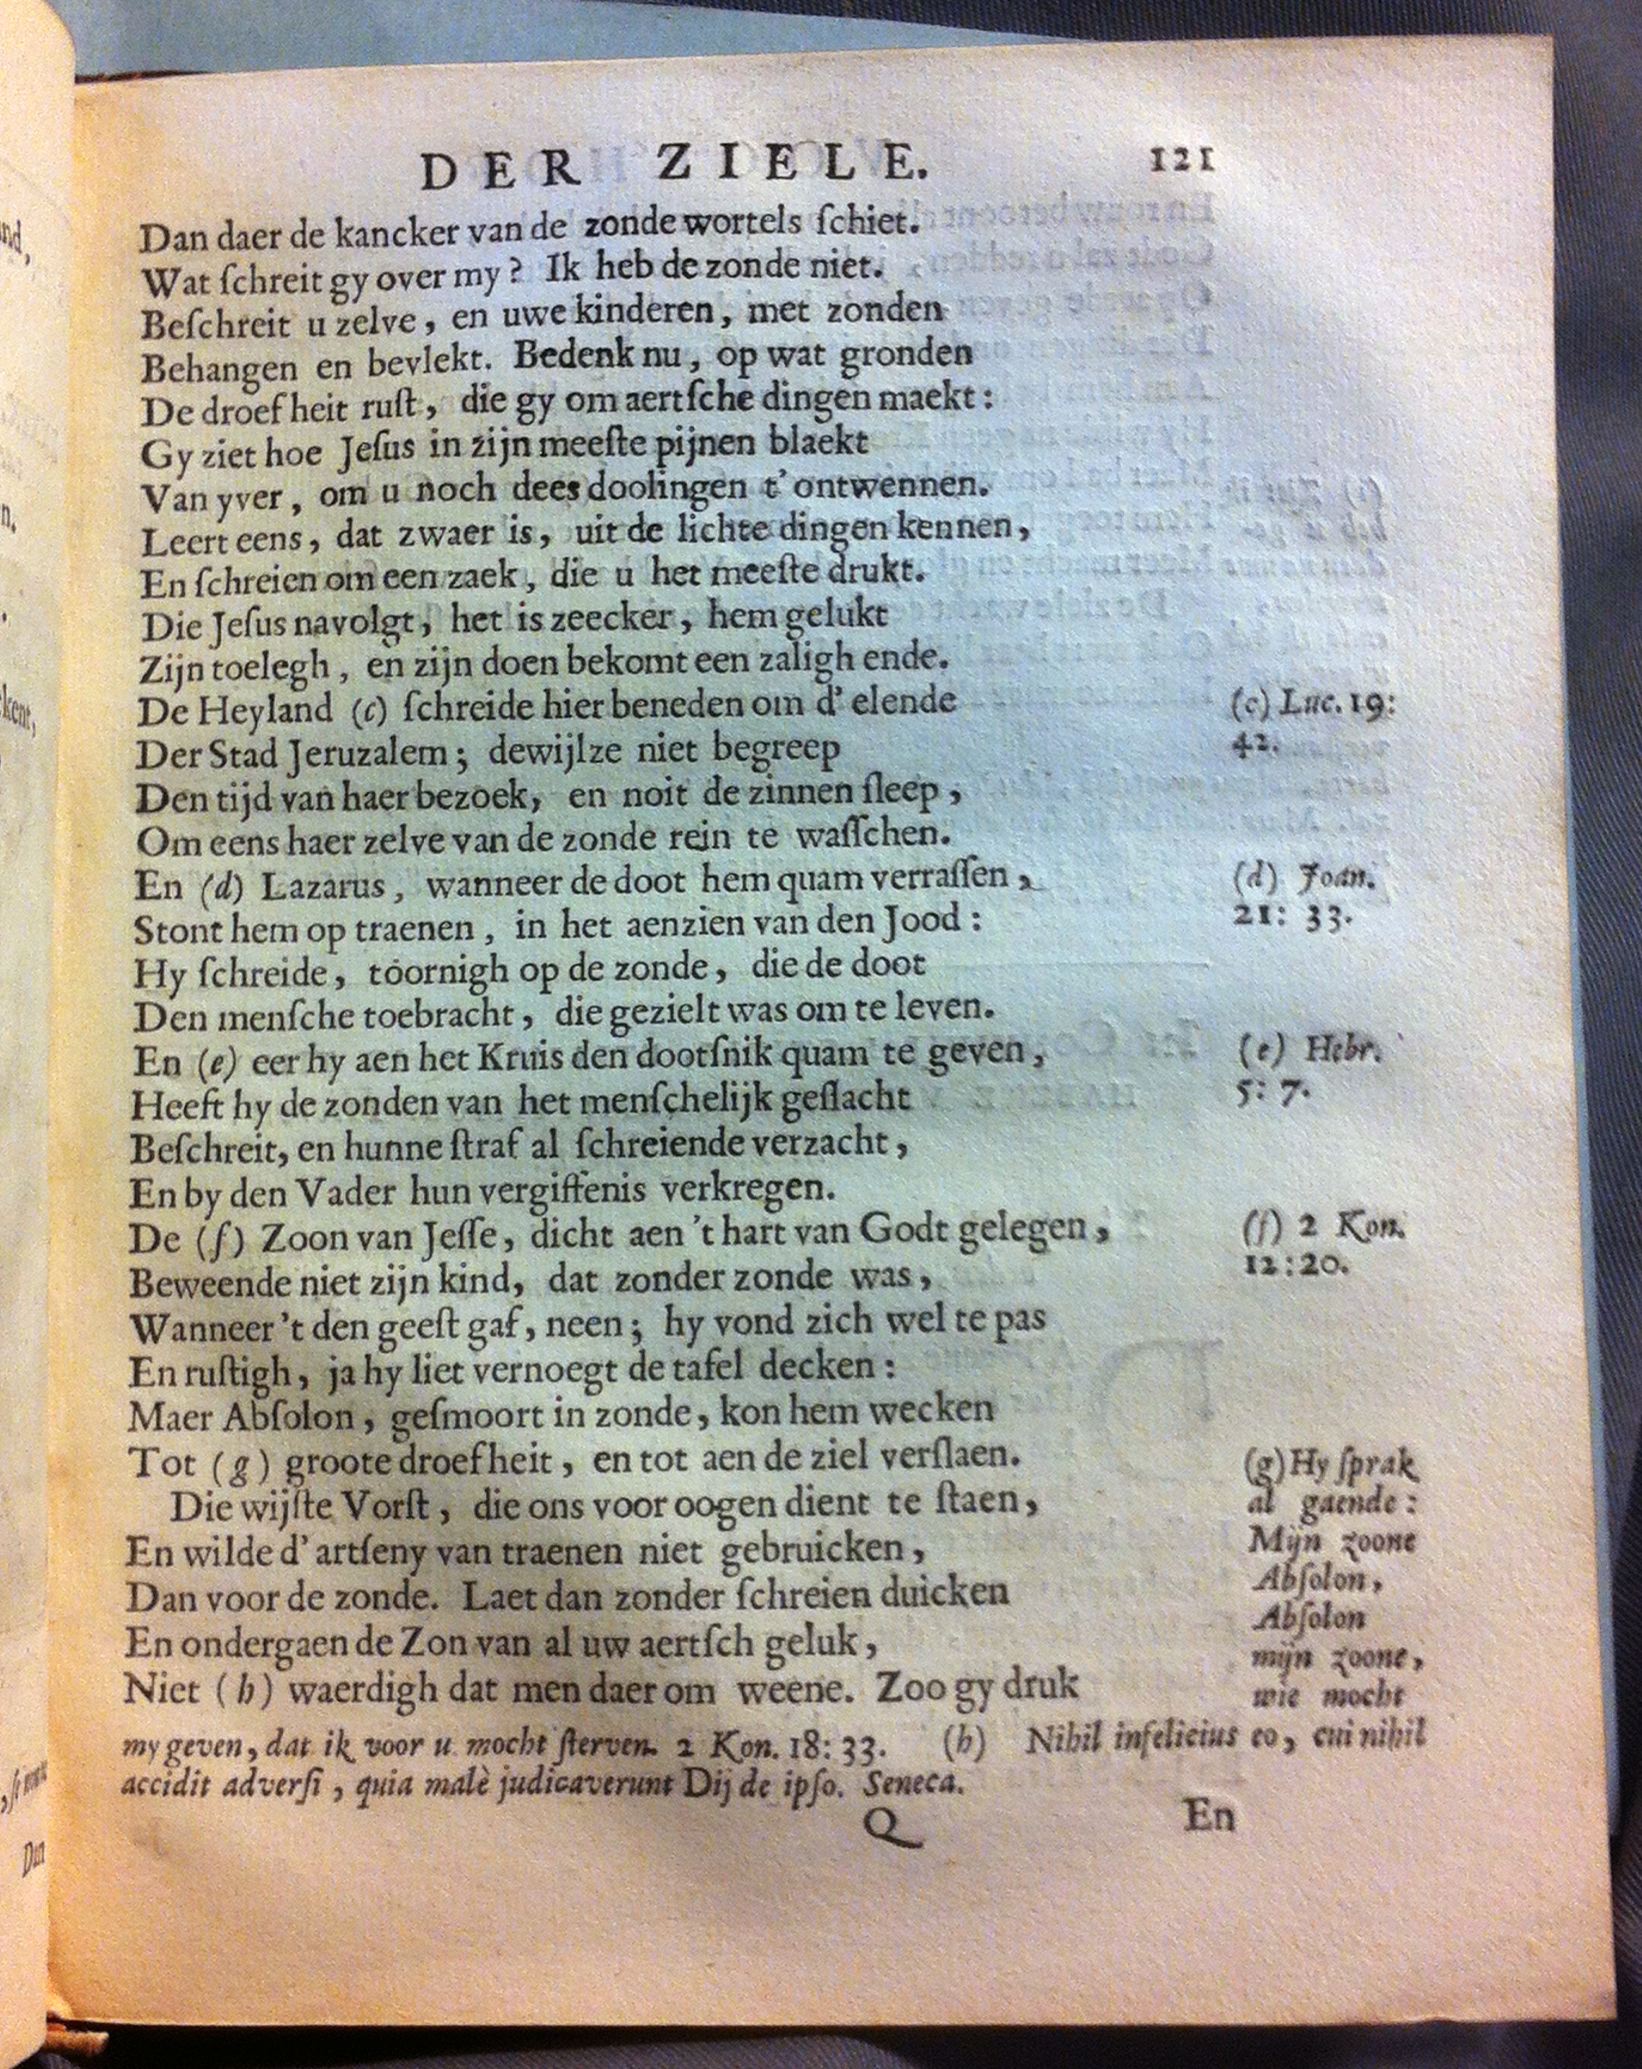 DER ZIELE. 121
Dan daer de kancker van de zonde wortels ſchiet.
Wat ſchreit gy over my? Ik heb de zonde niet.
Beſchreit u zelve, en uwe kinderen, met zonden
Behangen en bevlekt. Bedenk nu, op wat gronden
De droefheit ruſt, die gy om aertſche dingen maekt:
Gy ziet hoe Jeſus in zijn meeſte pijnen blaekt
Van yver, om u noch dees doolingen t'ontwennen.
Leert eens, dat zwaer is, uit de lichte dingen kennen,
En ſchreien om een zaek, die u het meeſte drukt.
Die Jeſus navolgt, het is zeecker, hem gelukt
Zijn toelegh, en zijn doen bekomt een zaligh ende.
De Heyland (c) ſchreide hier beneden om d' elende
Der Stad Jeruzalem; dewijlze niet begreep
Den tijd van haer bezoek, en noit de zinnen ſleep,
Om eens haer zelve van de zonde rein te waſſchen.
En (d) Lazarus, wanneer de doot hem quam verraſſen,
Stont hem op traenen, in het aenzien van den Jood:
Hy ſchreide, toornigh op de zonde, die de doot
Den menſche toebracht, die gezielt was om te leven.
En (e) eer hy aen het Kruis den dootſnik quam te geven,
Heeft hy de zonden van het menſchelijk geſlacht
Beſchreit, en hunne ſtraf al ſchreiende verzacht,
En by den Vader hun vergiffenis verkregen.
De (f) Zoon van Jeſſe, dicht aen 't hart van Godt gelegen,
Beweende niet zijn kind, dat zonder zonde was,
Wanneer 't den geeſt gaf, neen; hy vond zich wel te pas
En ruſtigh, ja hy liet vernoegt de tafel decken:
Maer Abſolon, geſmoort in zonde, kon hem wecken
Tot (g) groote droefheit, en tot aen de ziel verſlaen.
Die wijſte Vorſt, die ons voor oogen dient te ſtaen,
En wilde d' artſeny van traenen niet gebruicken,
Dan voor de zonde. Laet dan zonder ſchreien duicken
En ondergaen de Zon van al uw aertſch geluk,
Niet (h) waerdigh dat men daerom weene. Zoo gy druk
(c) Luc. 19:
42.
(d) Joan.
21: 33.
(e) Hebr.
5: 7.
(f) 2 Kon.
12:20.
(g) Hy ſprak
al gaende:
Mijn zoone
Abſolon,
Abſolon
mijn zoone,
wie mocht
my geven, dat ik voor u mocht ſterven. 2 Kon. 18: 33. (h) Nihil infelicius eo, cui nihil
accidit adverſi, quia malè judicaverunt Dij de ipſo. Seneca.
Q En